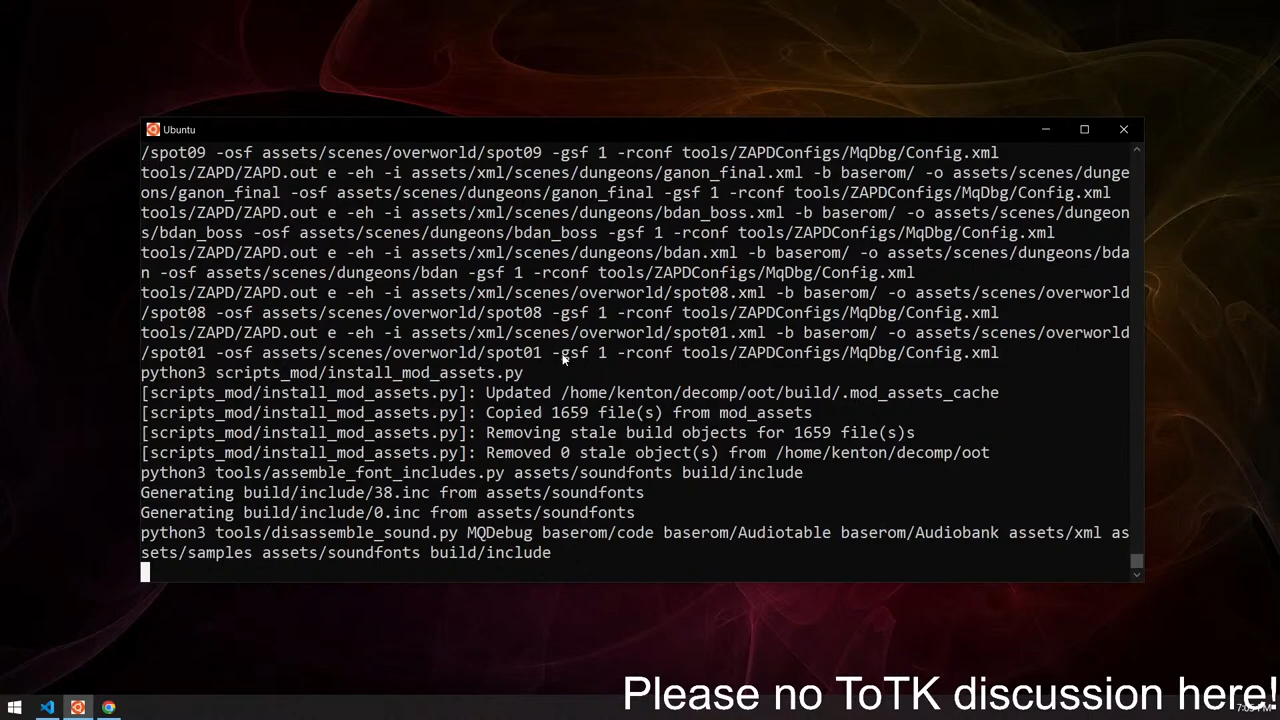 Ubuntu
/spot09 -osf assets/scenes/overworld/spot09 -gsf 1 -rconf tools/ZAPDConfigs/MqDbg/Config.xml
tools/ZAPD/ZAPD.out e -eh -i assets/xml/scenes/dungeons/ganon_final.xml -b baserom/ -o assets/scenes/dunge
ons/ganon_final -osf assets/scenes/dungeons/ganon_final -gsf 1 -rconf tools/ZAPDConfigs/MqDbg/Config.xml
tools/ZAPD/ZAPD.out e -eh -i assets/xml/scenes/dungeons/bdan_boss.xml -b baserom/ -o assets/scenes/dungeon
s/bdan_boss -osf assets/scenes/dungeons/bdan_boss -gsf 1 -rconf tools/ZAPDConfigs/MqDbg/Config.xml
tools/ZAPD/ZAPD.out e -eh -i assets/xml/scenes/dungeons/bdan.xml -b baserom/ -o assets/scenes/dungeons/bda
n -osf assets/scenes/dungeons/bdan -gsf 1 -rconf tools/ZAPDConfigs/MqDbg/Config.xml
tools/ZAPD/ZAPD.out e -eh -i assets/xml/scenes/overworld/spot08.xml -b baserom/ -o assets/scenes/overworld
/spot08 -osf assets/scenes/overworld/spot08 -gsf 1 -rconf tools/ZAPDConfigs/MqDbg/Config.xml
tools/ZAPD/ZAPD.out e -eh -i assets/xml/scenes/overworld/spot01.xml -b baserom/ -o assets/scenes/overworld
/spot01 -osf assets/scenes/overworld/spot01 -gsf 1 -rconf tools/ZAPDConfigs/MqDbg/Config.xml
python3 scripts_mod/install_mod_assets.py
[scripts_mod/install_mod_assets.py]: Updated /home/kenton/decomp/oot/build/.mod_assets_cache
[scripts_mod/install_mod_assets.py]: Copied 1659 file(s) from mod_assets
[scripts_mod/install_mod_assets.py]: Removing stale build objects for 1659 file(s)s
[scripts_mod/install_mod_assets.py]: Removed 0 stale object(s) from /home/kenton/decomp/oot
python3 tools/assemble_font_includes.py assets/soundfonts build/include
Generating build/include/38.inc from assets/soundfonts
Generating build/include/0.inc from assets/soundfonts
python3 tools/disassemble_sound.py MQDebug baserom/code baserom/Audiotable baserom/Audiobank assets/xml as
sets/samples assets/soundfonts build/include
Please no ToTK discussion here!